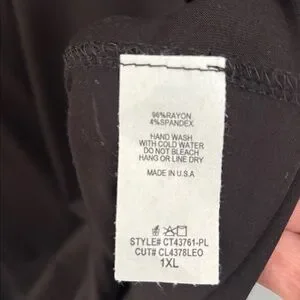 96%RAYON
4%SPANDEX
HAND WASH
WITH COLD WATER
DO NOT BLEACH
HANG OR LINE DRY
MADE IN U.S.A
STYLE# CT43761-PL
CUT# CL4378LEO
1XL